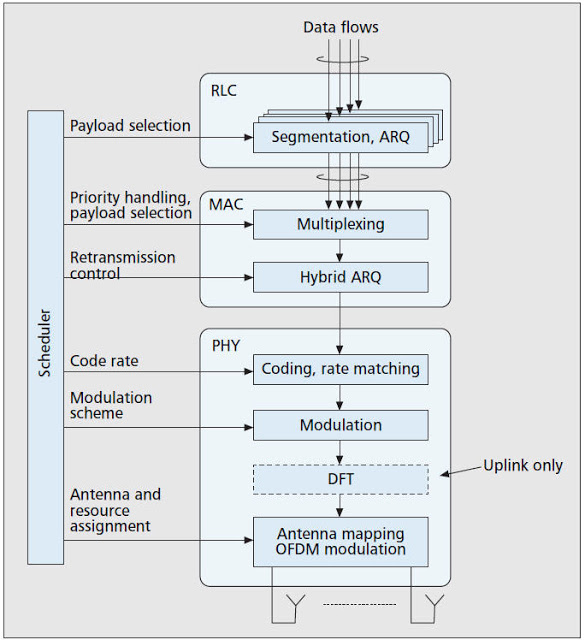 Data flows
RLC
Payload selection
Segmentation, ARQ
Priority handling,
payload selection
MAC
Multiplexing
Retransmission
control
Hybrid ARQ
Scheduler
PHY
Code rate
Coding, rate matching
Modulation
scheme
Modulation
Uplink only
DFT
Antenna and
resource
assignment
Antenna mapping
OFDM modulation